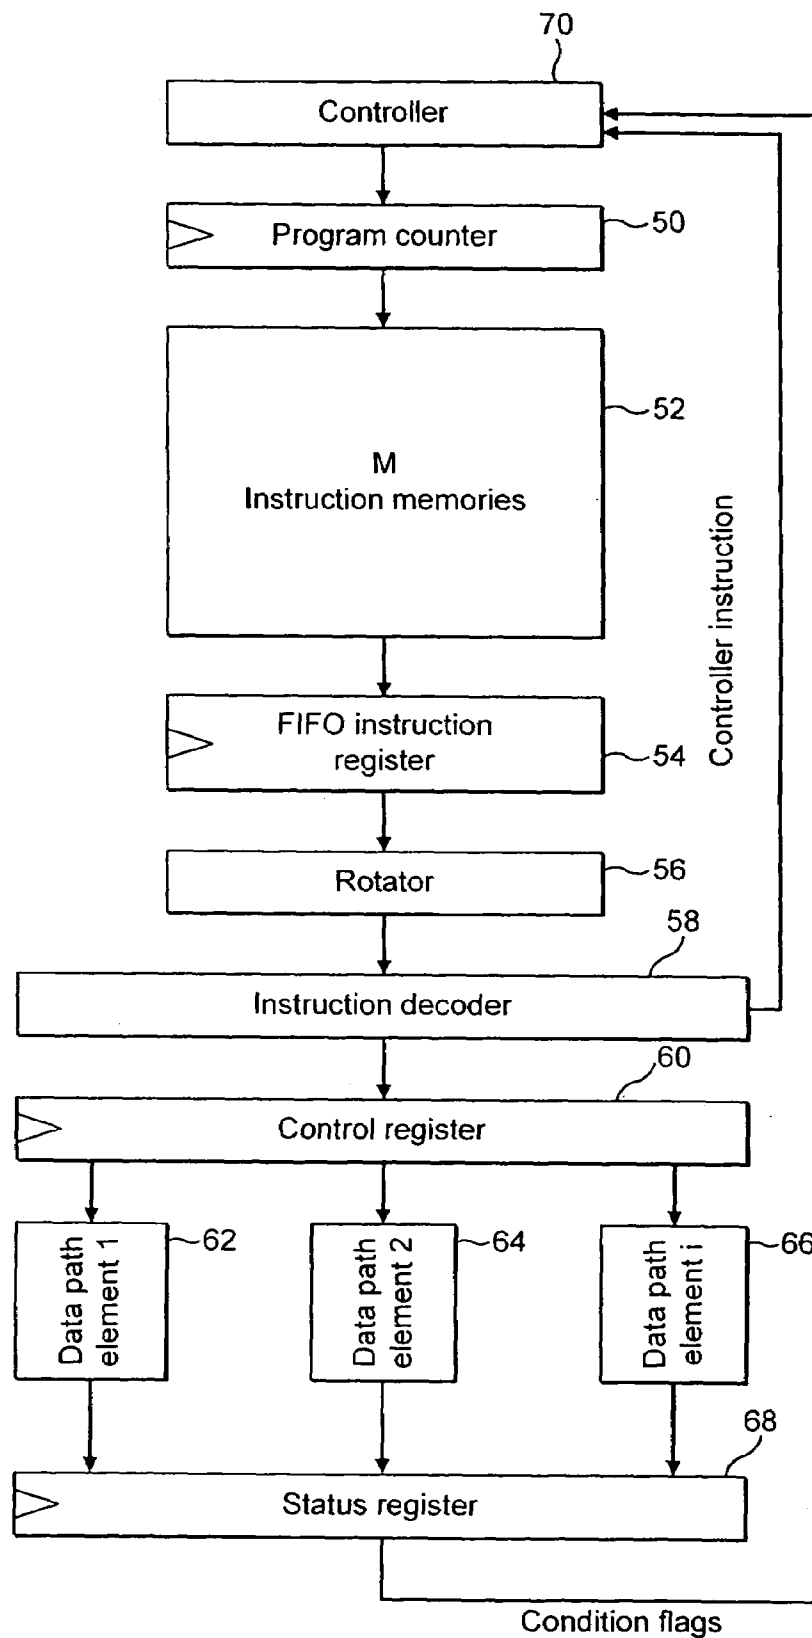 70
Controller
50
Program counter
52
M
Instruction memories
Controller instruction
FIFO instruction
register
54
56
Rotator
58
Instruction decoder
60
Control register
62
64
66
Data path
element 1
Data path
element 2
Data path
element i
68
Status register
Condition flags